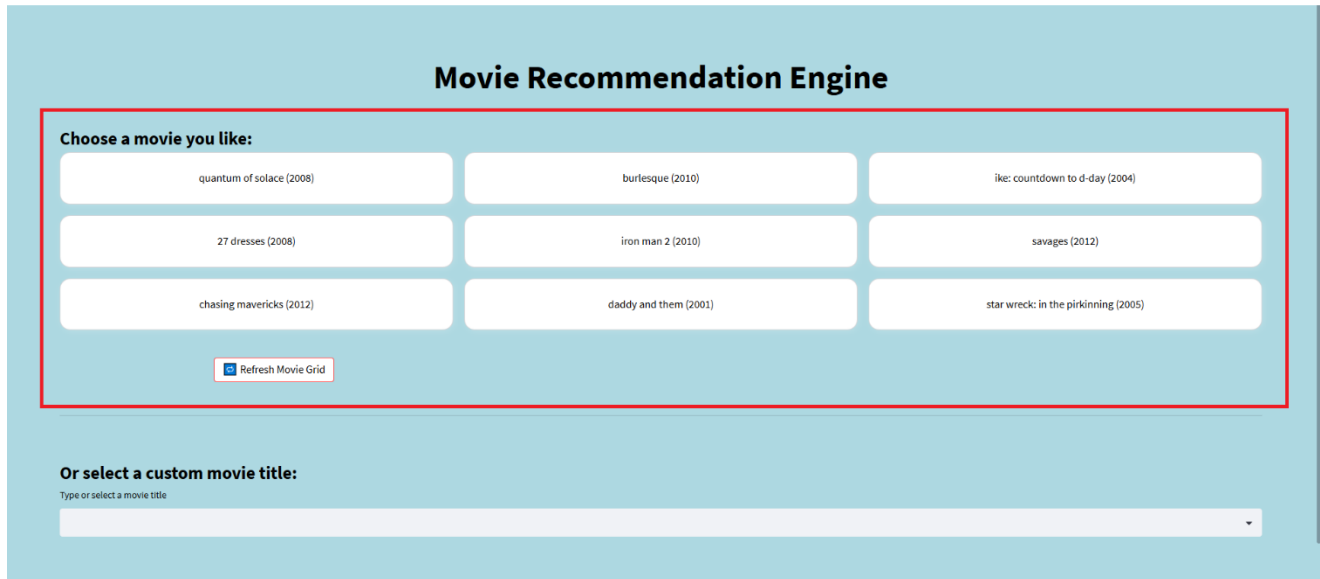 Movie Recommendation Engine
Choose a movie you like:
quantum of solace (2008)
burlesque (2010)
ike: countdown to d-day (2004)
27 dresses (2008)
iron man 2 (2010)
savages (2012)
chasing mavericks (2012)
daddy and them (2001)
star wreck: in the pirkinning (2005)
Refresh Movie Grid
Or select a custom movie title:
Type or select a movie title